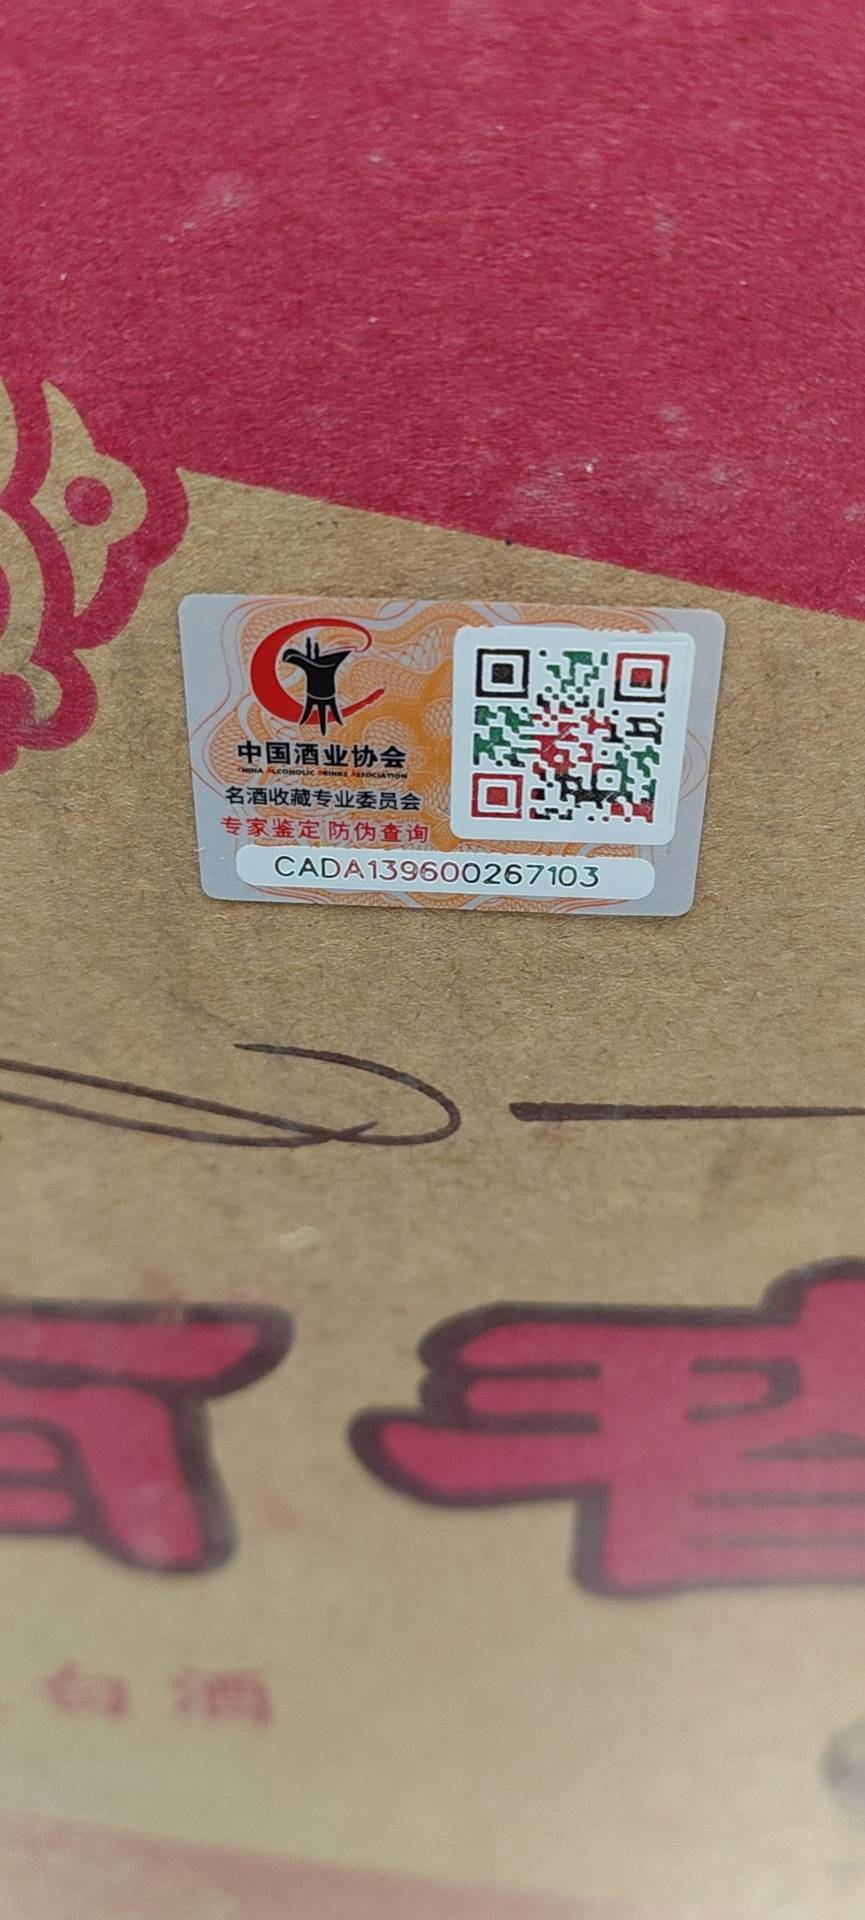 中国酒业协会
CHINA ALCOHOLIC DRINKS ASSOCIATION
名酒收藏专业委员会
专家鉴定 防伪查询
CADA139600267103
白酒